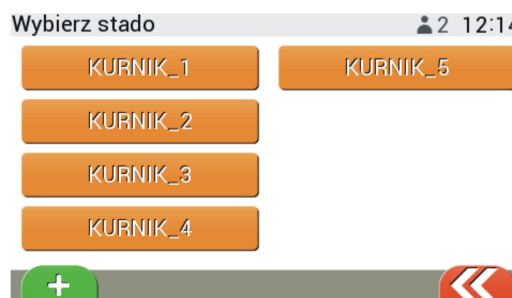 Wybierz stado 2 12:14
KURNIK_1 KURNIK_5
KURNIK_2
KURNIK_3
KURNIK_4
+